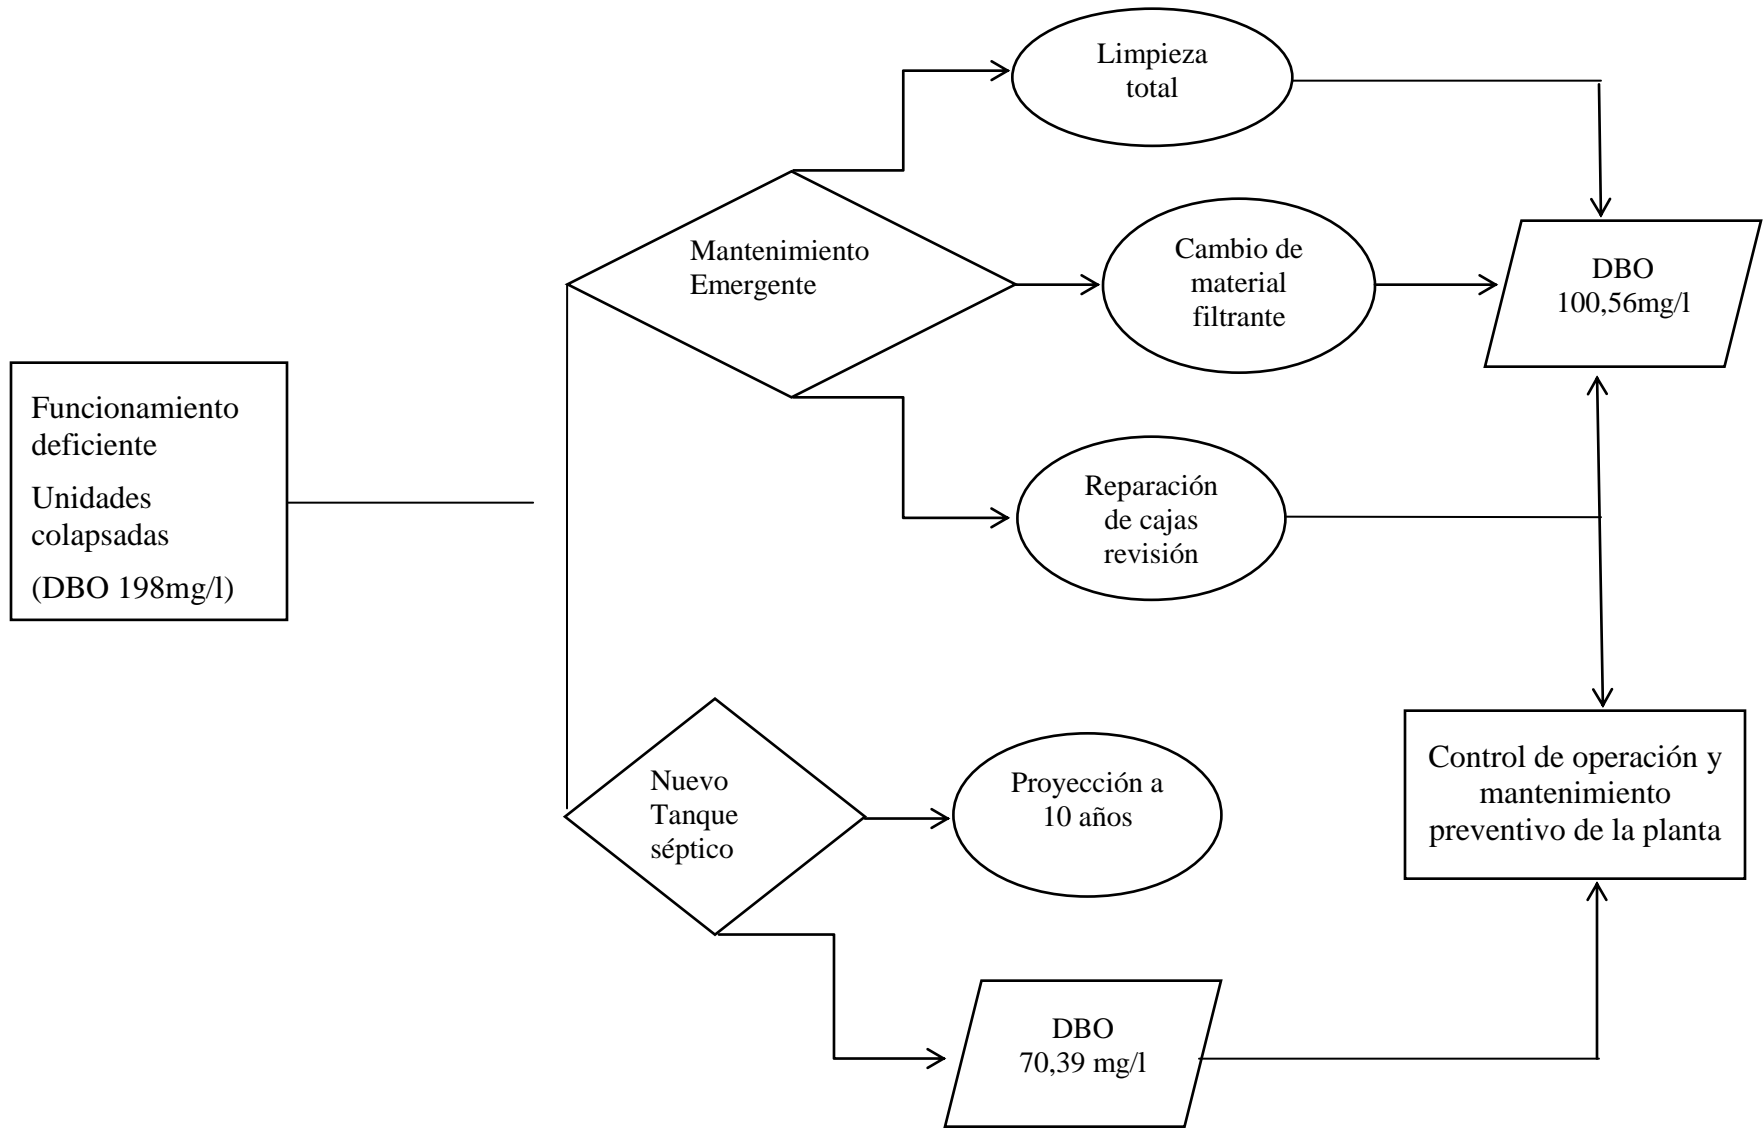 Limpieza
total
Mantenimiento
Emergente
Cambio de
material
filtrante
DBO
100,56mg/l
Funcionamiento
deficiente
Unidades
colapsadas
(DBO 198mg/l)
Reparación
de cajas
revisión
Nuevo
Tanque
séptico
Proyección a
10 años
Control de operación y
mantenimiento
preventivo de la planta
DBO
70,39 mg/l